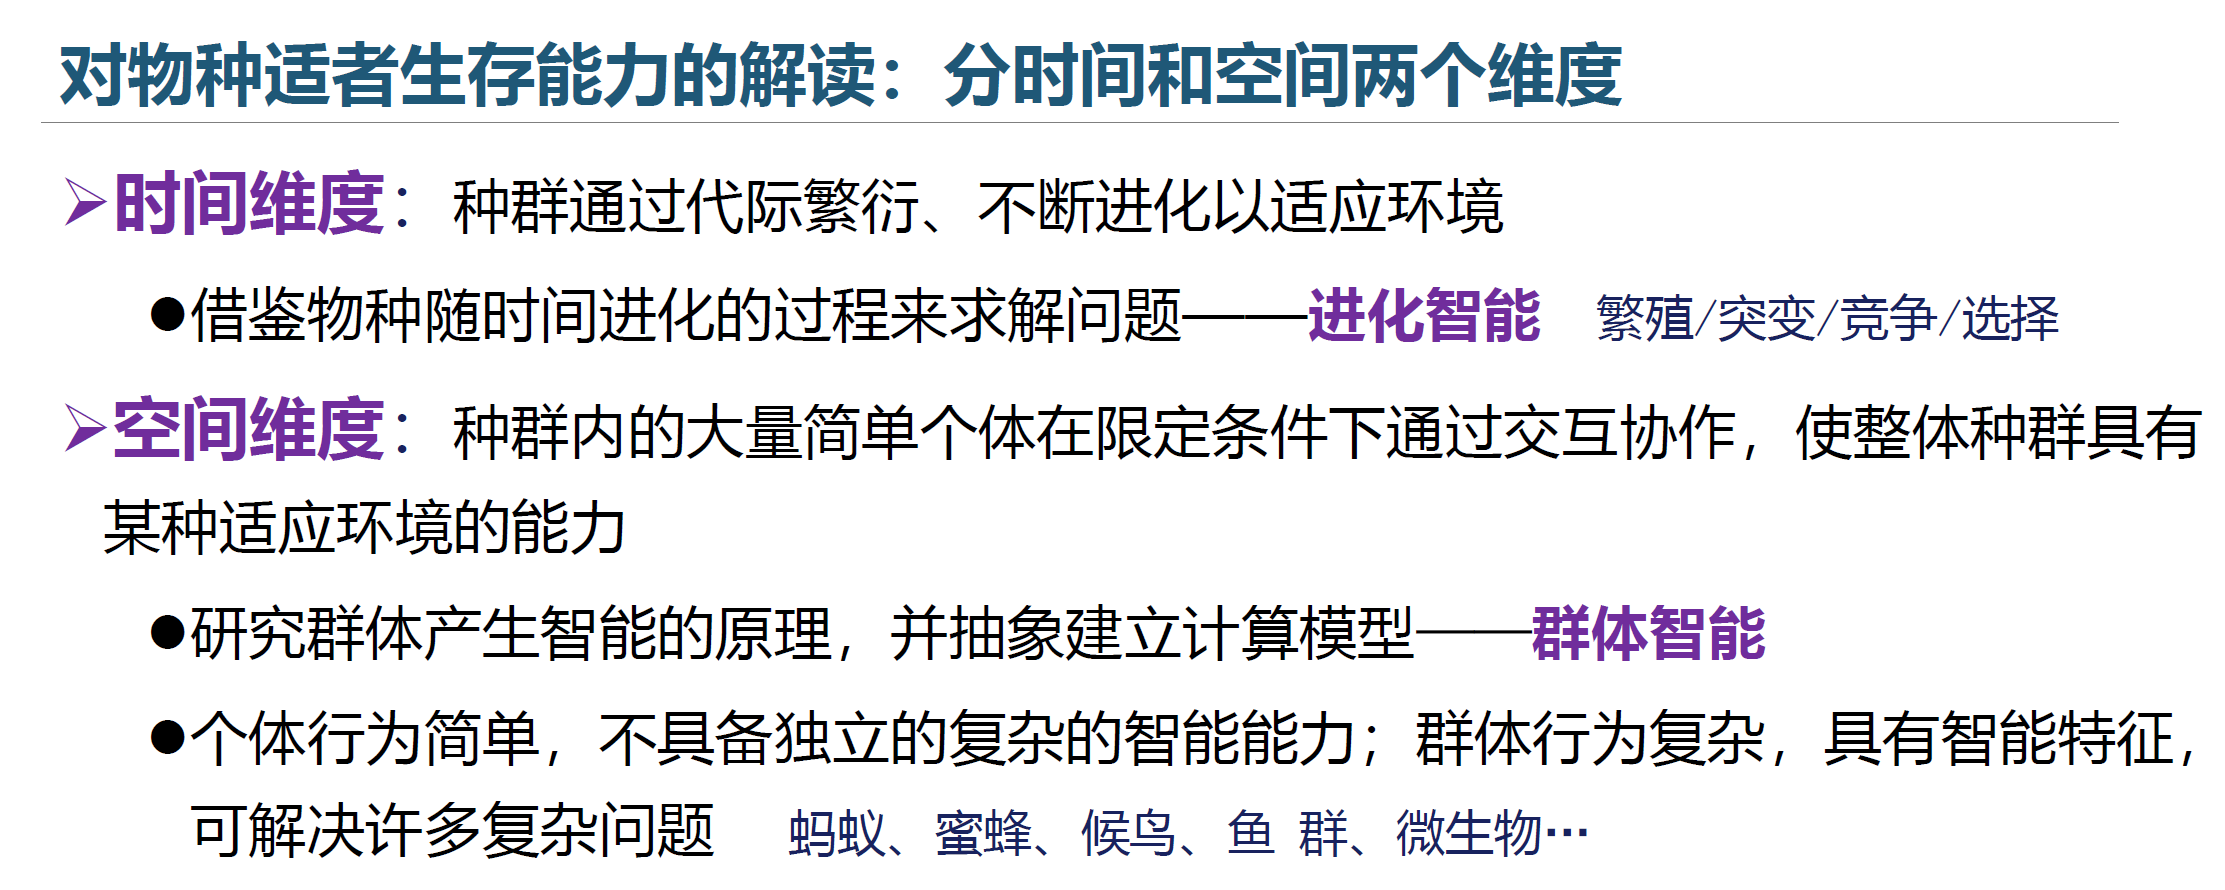 对物种适者生存能力的解读：分时间和空间两个维度
➢时间维度：种群通过代际繁衍、不断进化以适应环境
●借鉴物种随时间进化的过程来求解问题——进化智能 繁殖/突变/竞争/选择
➢空间维度：种群内的大量简单个体在限定条件下通过交互协作，使整体种群具有
某种适应环境的能力
●研究群体产生智能的原理，并抽象建立计算模型——群体智能
●个体行为简单，不具备独立的复杂的智能能力；群体行为复杂，具有智能特征，
可解决许多复杂问题 蚂蚁、蜜蜂、候鸟、鱼 群、微生物…